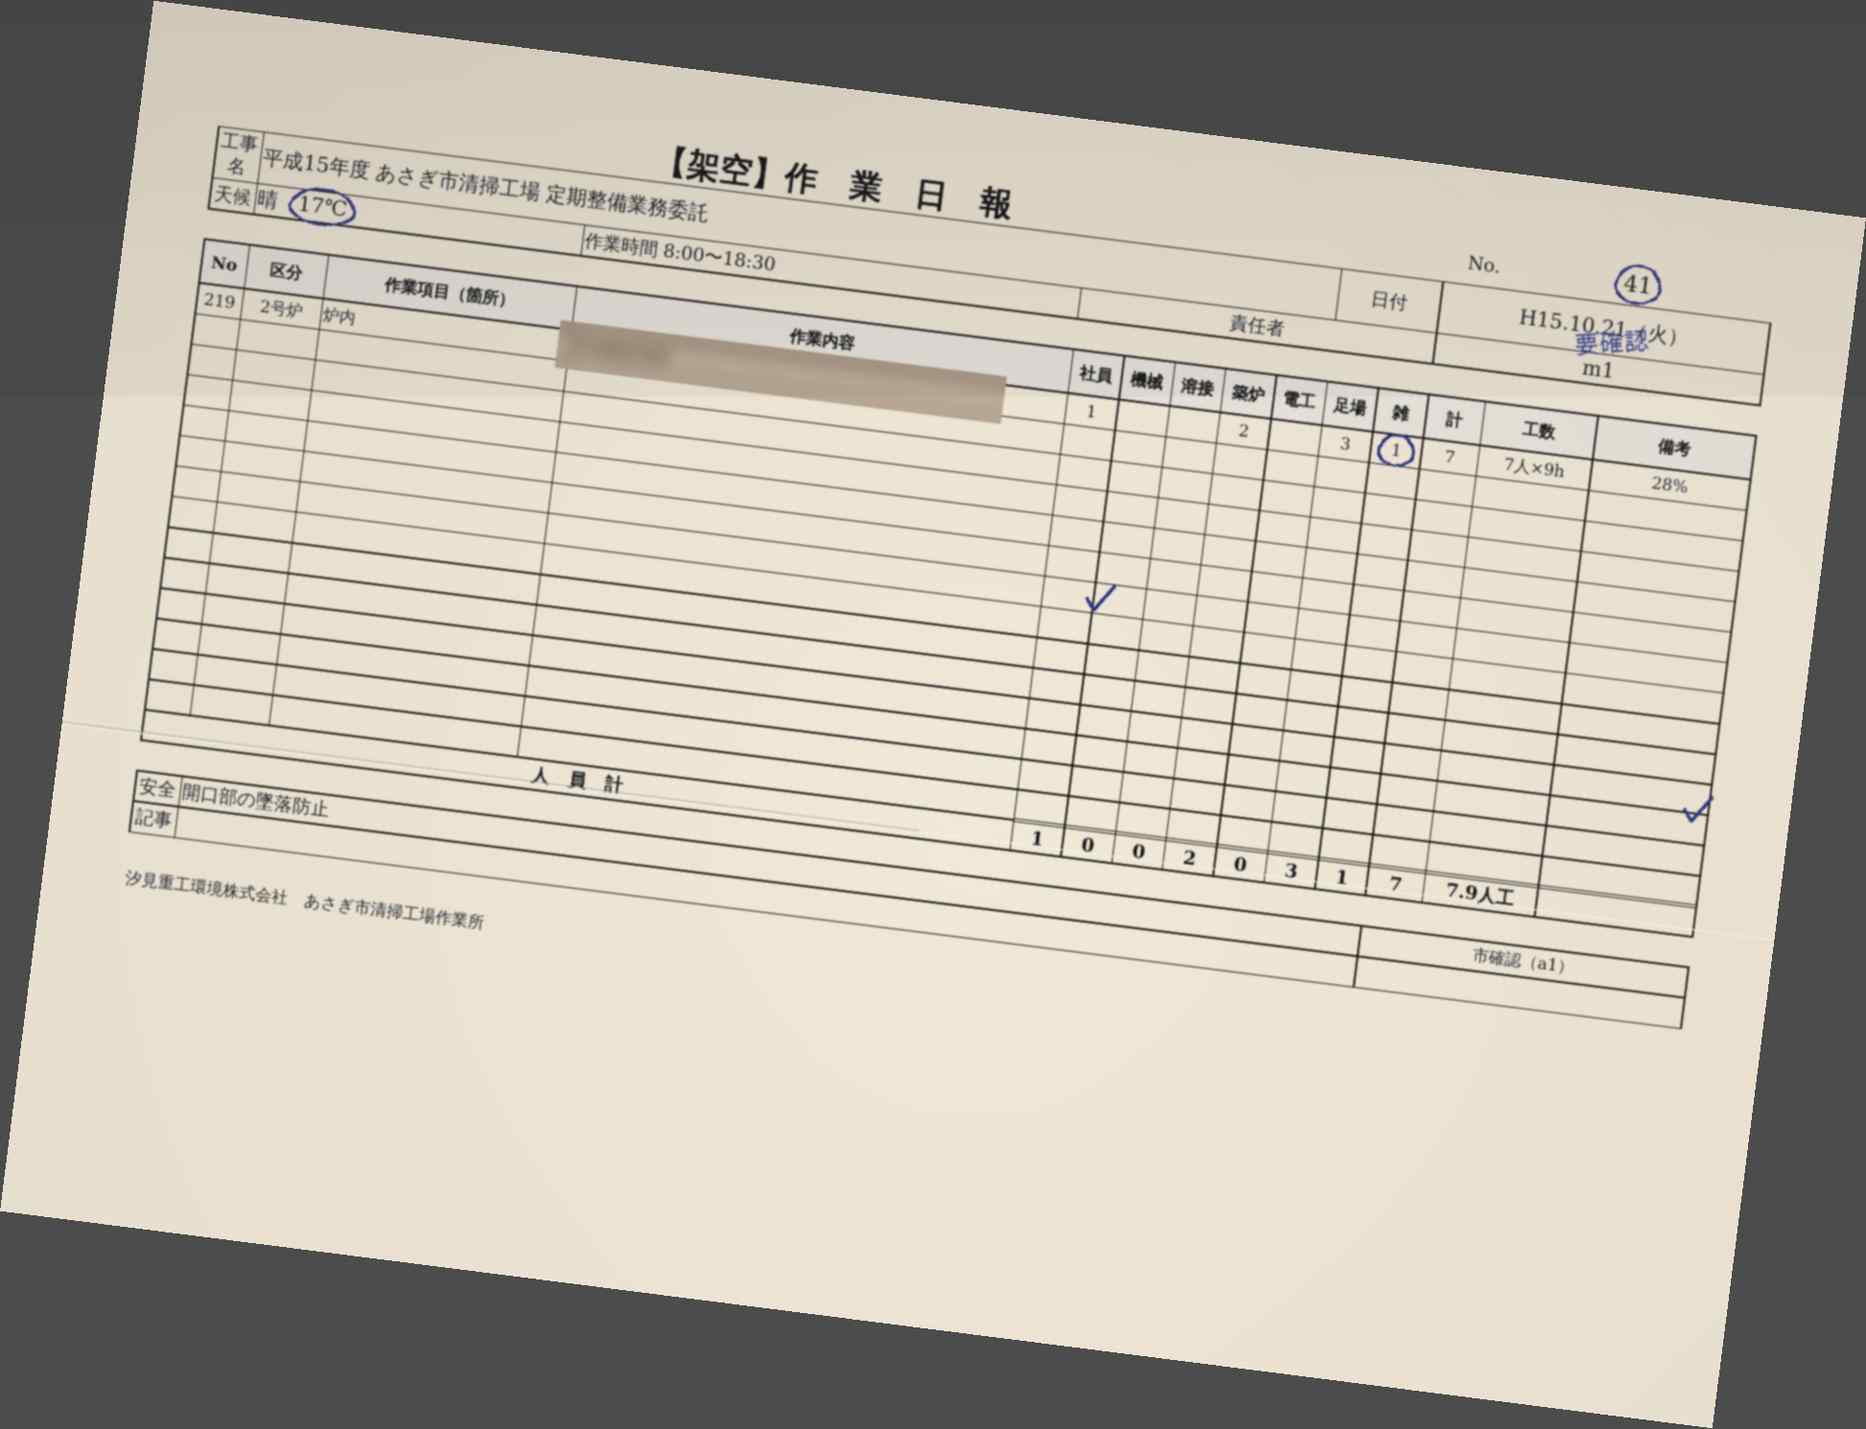 【架空】作 業 日 報
No. 41
工事名 平成15年度 あさぎ市清掃工場 定期整備業務委託 日付 H15.10.21（火）
要確認
天候 晴 17℃ 作業時間 8:00〜18:30 責任者 m1
No 区分 作業項目（箇所） 作業内容 社員 機械 溶接 築炉 電工 足場 雑 計 工数 備考
219 2号炉 炉内 1 2 3 1 7 7人×9h 28%
人 員 計 1 0 0 2 0 3 1 7 7.9人工
安全 開口部の墜落防止 市確認（a1）
記事
汐見重工環境株式会社 あさぎ市清掃工場作業所